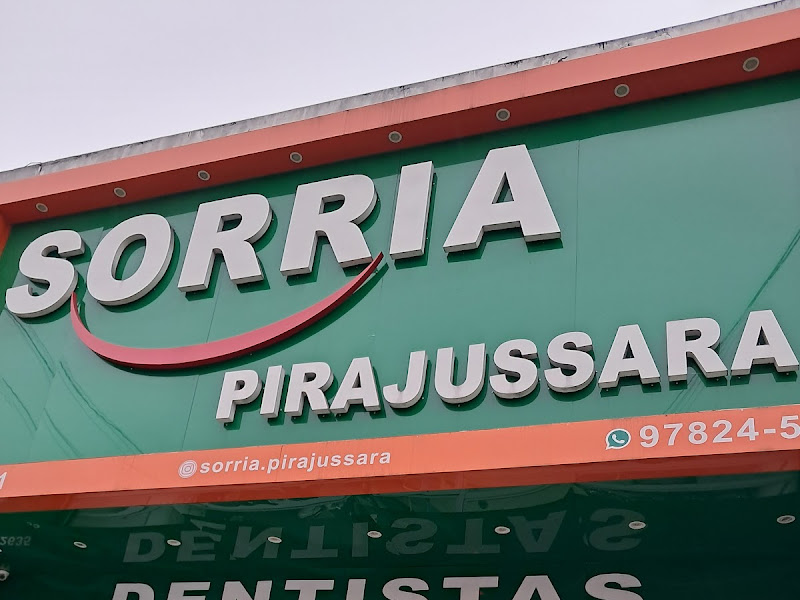 SORRIA
PIRAJUSSARA
sorria.pirajussara
97824-5
DENTISTAS